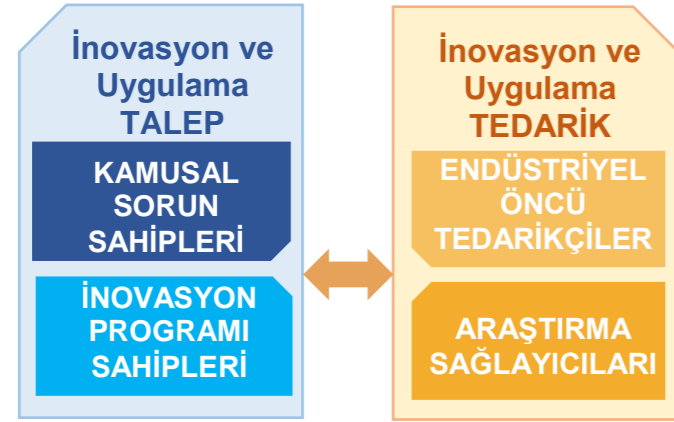 İnovasyon ve
Uygulama
TALEP
KAMUSAL
SORUN
SAHİPLERİ
İNOVASYON
PROGRAMI
SAHİPLERİ
İnovasyon ve
Uygulama
TEDARİK
ENDÜSTRİYEL
ÖNCÜ
TEDARİKÇİLER
ARAŞTIRMA
SAĞLAYICILARI